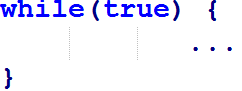 while(true) {
...
}